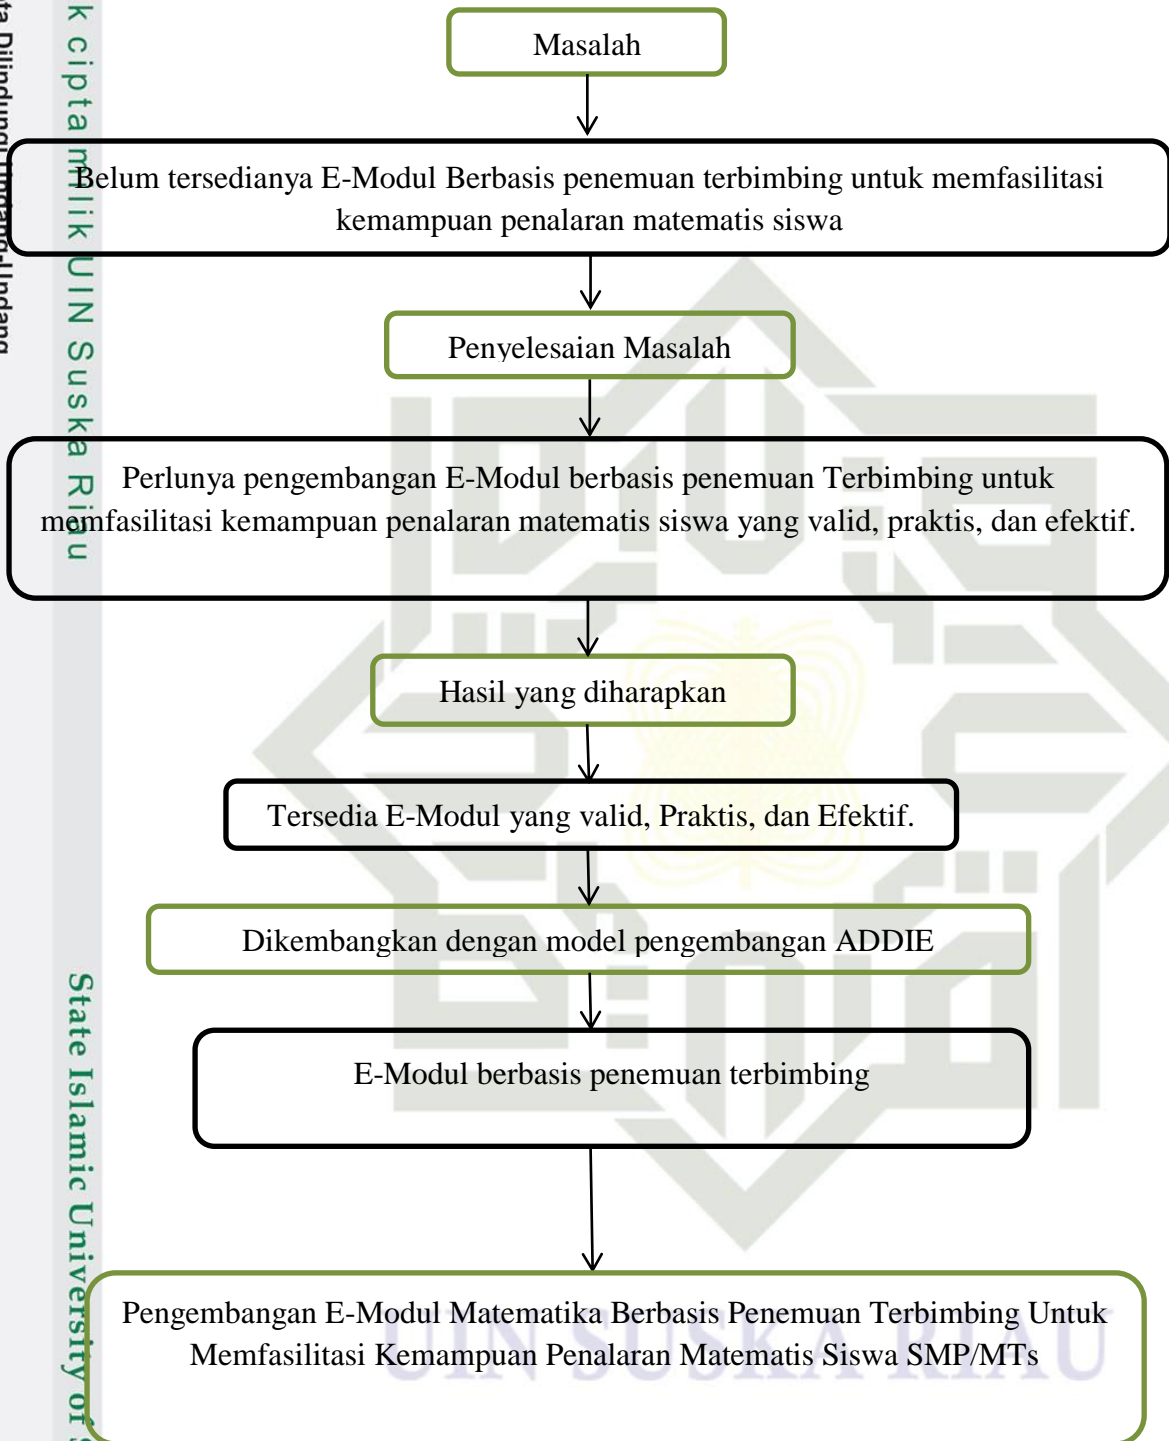 Masalah
Belum tersedianya E-Modul Berbasis penemuan terbimbing untuk memfasilitasi
kemampuan penalaran matematis siswa
Penyelesaian Masalah
Perlunya pengembangan E-Modul berbasis penemuan Terbimbing untuk
memfasilitasi kemampuan penalaran matematis siswa yang valid, praktis, dan efektif.
Hasil yang diharapkan
Tersedia E-Modul yang valid, Praktis, dan Efektif.
Dikembangkan dengan model pengembangan ADDIE
E-Modul berbasis penemuan terbimbing
Pengembangan E-Modul Matematika Berbasis Penemuan Terbimbing Untuk
Memfasilitasi Kemampuan Penalaran Matematis Siswa SMP/MTs
UIN SUSKA RIAU
k cipta milik UIN Suska Riau
Dilindungi Undang-Undang
State Islamic University of